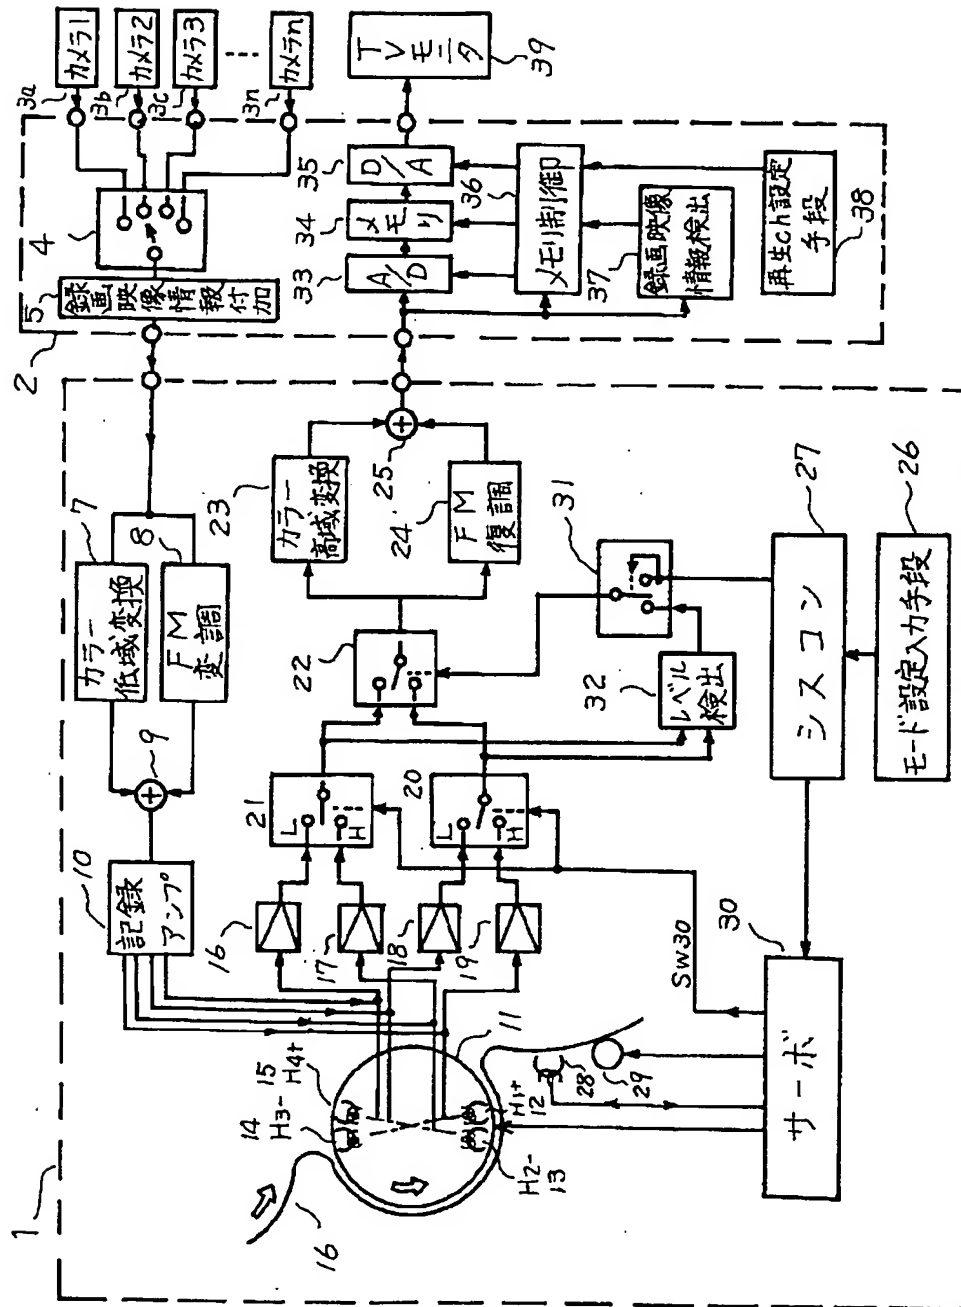 1
2
カメラ1
カメラ2
カメラ3
カメラn
3a
3b
3c
3n
4
5
録画映像情報付加
7
カラー
低域変換
8
FM
変調
9
+
10
記録
アンプ
11
H1+
12
H2-
13
14
H3-
15
H4+
16
16
17
18
19
20
L
H
21
L
H
22
23
カラー
高域変換
24
FM
復調
25
+
26
モード設定入力手段
27
シスコン
28
29
30
サーボ
SW30
31
32
レベル
検出
33
A/D
34
メモリ
35
D/A
36
メモリ制御
37
録画映像
情報検出
38
再生ch設定
手段
39
TVモニタ